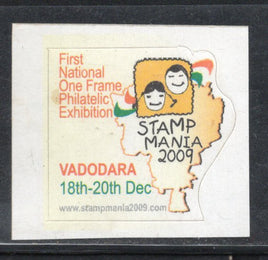 First
National
One Frame
Philatelic
Exhibition
STAMP
MANIA
2009
VADODARA
18th-20th Dec
www.stampmania2009.com